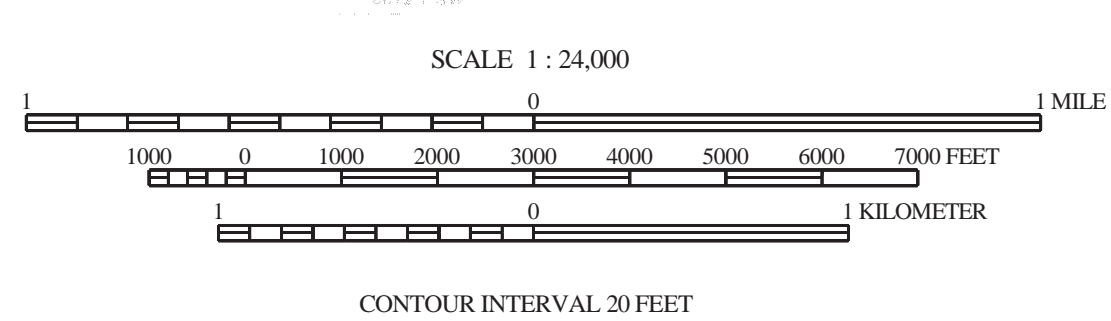 SCALE 1 : 24,000
1 0 1 MILE
1000 0 1000 2000 3000 4000 5000 6000 7000 FEET
1 0 1 KILOMETER
CONTOUR INTERVAL 20 FEET